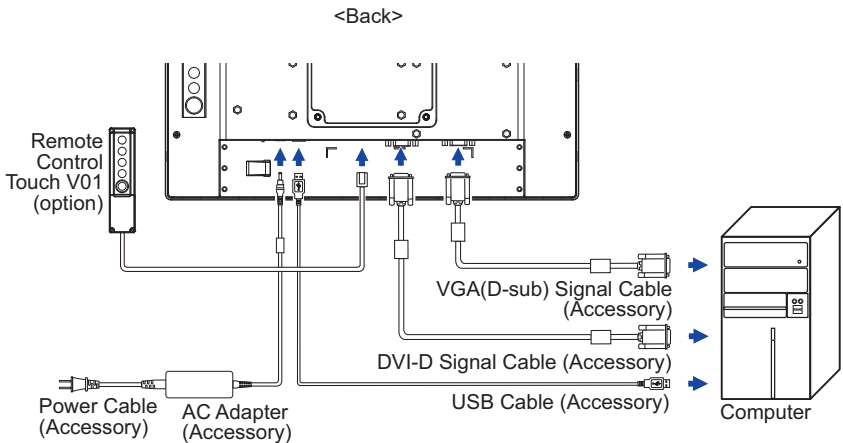 <Back>
Remote
Control
Touch V01
(option)
VGA(D-sub) Signal Cable
(Accessory)
DVI-D Signal Cable (Accessory)
USB Cable (Accessory)
Power Cable
(Accessory)
AC Adapter
(Accessory)
Computer